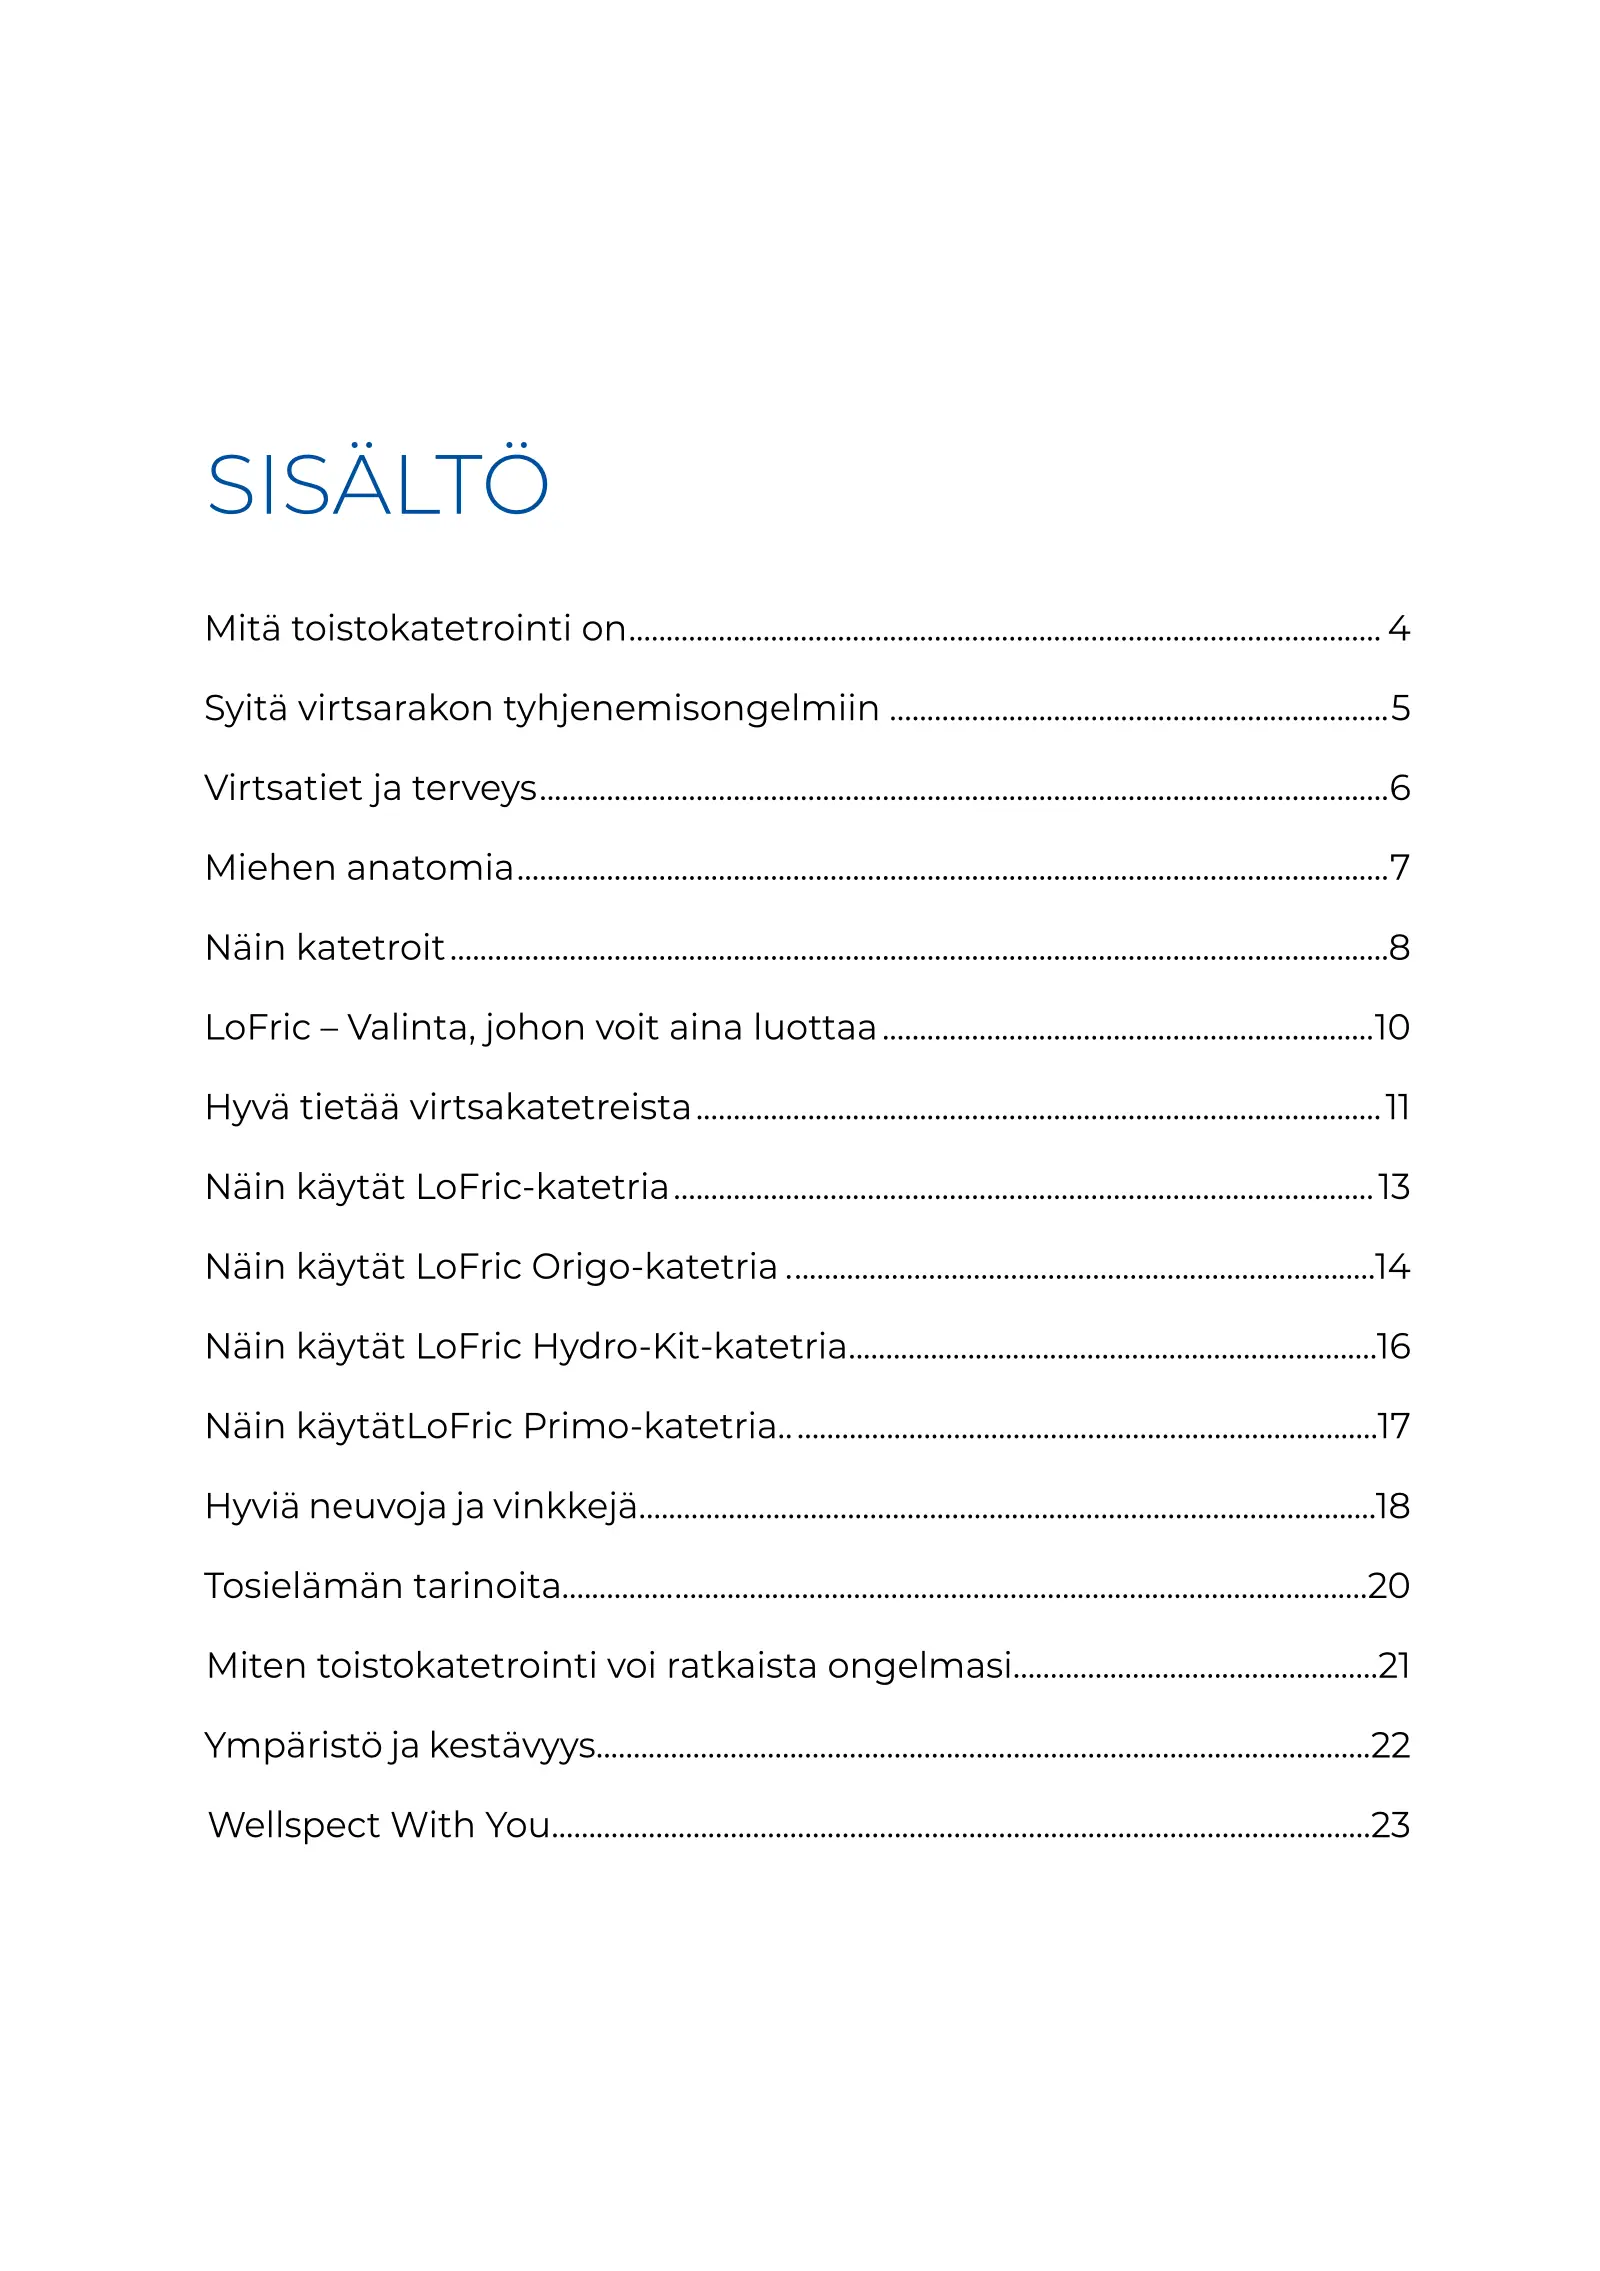 SISÄLTÖ
Mitä toistokatetrointi on.......... 4
Syitä virtsarakon tyhjenemisongelmiin ..........5
Virtsatiet ja terveys..........6
Miehen anatomia..........7
Näin katetroit..........8
LoFric – Valinta, johon voit aina luottaa..........10
Hyvä tietää virtsakatetreista.......... 11
Näin käytät LoFric-katetria.......... 13
Näin käytät LoFric Origo-katetria ..........14
Näin käytät LoFric Hydro-Kit-katetria..........16
Näin käytätLoFric Primo-katetria.. ..........17
Hyviä neuvoja ja vinkkejä..........18
Tosielämän tarinoita..........20
Miten toistokatetrointi voi ratkaista ongelmasi..........21
Ympäristö ja kestävyys..........22
Wellspect With You..........23